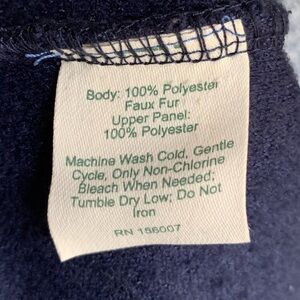 Body: 100% Polyester
Faux Fur
Upper Panel:
100% Polyester
Machine Wash Cold, Gentle
Cycle, Only Non-Chlorine
Bleach When Needed;
Tumble Dry Low; Do Not
Iron
RN 156007